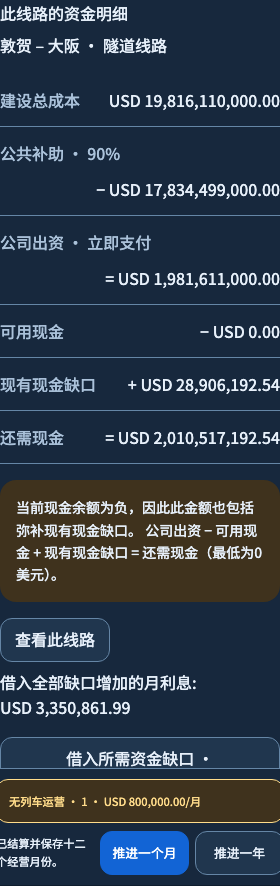 此线路的资金明细
敦贺 – 大阪 · 隧道线路
建设总成本 USD 19,816,110,000.00
公共补助 · 90%
− USD 17,834,499,000.00
公司出资 · 立即支付
= USD 1,981,611,000.00
可用现金 − USD 0.00
现有现金缺口 + USD 28,906,192.54
还需现金 = USD 2,010,517,192.54
当前现金余额为负，因此此金额也包括
弥补现有现金缺口。 公司出资 − 可用现
金 + 现有现金缺口 = 还需现金（最低为0
美元）。
查看此线路
借入全部缺口增加的月利息:
USD 3,350,861.99
借入所需资金缺口 ·
无列车运营 · 1 · USD 800,000.00/月
已结算并保存十二
个经营月份。
推进一个月
推进一年